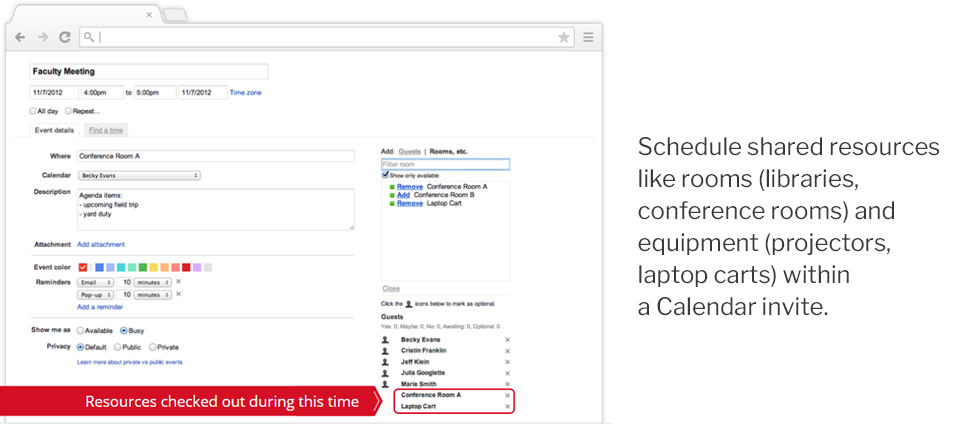 Faculty Meeting
11/7/2012 4:00pm to 5:00pm 11/7/2012 Time zone
All day Repeat...
Event details Find a time
Where Conference Room A
Calendar Becky Evans
Description Agenda items:
- upcoming field trip
- yard duty
Attachment Add attachment
Event color
Reminders Email 10 minutes ×
Pop-up 10 minutes ×
Add a reminder
Show me as Available Busy
Privacy Default Public Private
Learn more about private vs public events
Add: Guests | Rooms, etc.
Filter room
Show only available
Remove Conference Room A
Add Conference Room B
Remove Laptop Cart
Close
Click the icons below to mark as optional.
Guests
Yes: 0, Maybe: 0, No: 0, Awaiting: 0, Optional: 0
Becky Evans ×
Cristin Franklin ×
Jeff Klein ×
Julia Googlette ×
Marie Smith ×
Conference Room A ×
Laptop Cart ×
Resources checked out during this time
Schedule shared resources
like rooms (libraries,
conference rooms) and
equipment (projectors,
laptop carts) within
a Calendar invite.